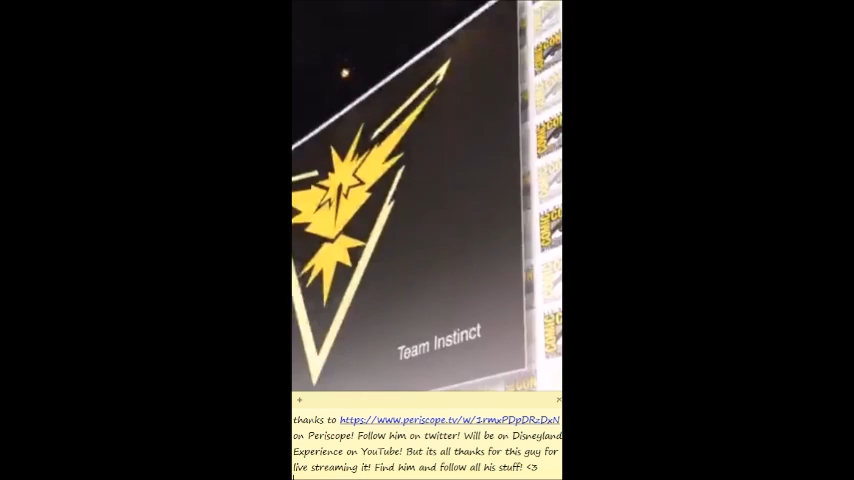 COMIC CON
Team Instinct
thanks to https://www.periscope.tv/w/1rmxPDpDRzDxN
on Periscope! Follow him on twitter! Will be on Disneyland
Experience on YouTube! But its all thanks for this guy for
live streaming it! Find him and follow all his stuff! <3